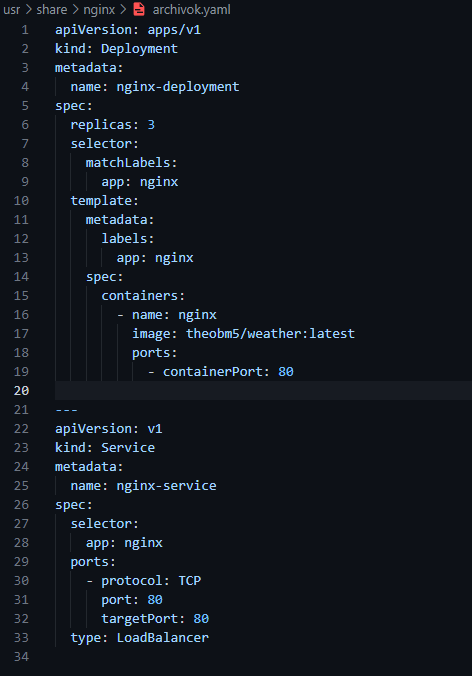 usr > share > nginx > archivok.yaml
1 apiVersion: apps/v1
2 kind: Deployment
3 metadata:
4   name: nginx-deployment
5 spec:
6   replicas: 3
7   selector:
8     matchLabels:
9       app: nginx
10   template:
11     metadata:
12       labels:
13         app: nginx
14     spec:
15       containers:
16         - name: nginx
17           image: theobm5/weather:latest
18           ports:
19             - containerPort: 80
20
21 ---
22 apiVersion: v1
23 kind: Service
24 metadata:
25   name: nginx-service
26 spec:
27   selector:
28     app: nginx
29   ports:
30     - protocol: TCP
31       port: 80
32       targetPort: 80
33   type: LoadBalancer
34